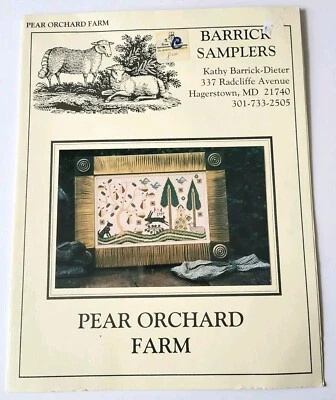 PEAR ORCHARD FARM
BARRICK
SAMPLERS
Kathy Barrick-Dieter
337 Radcliffe Avenue
Hagerstown, MD 21740
301-733-2505
PEAR ORCHARD
FARM